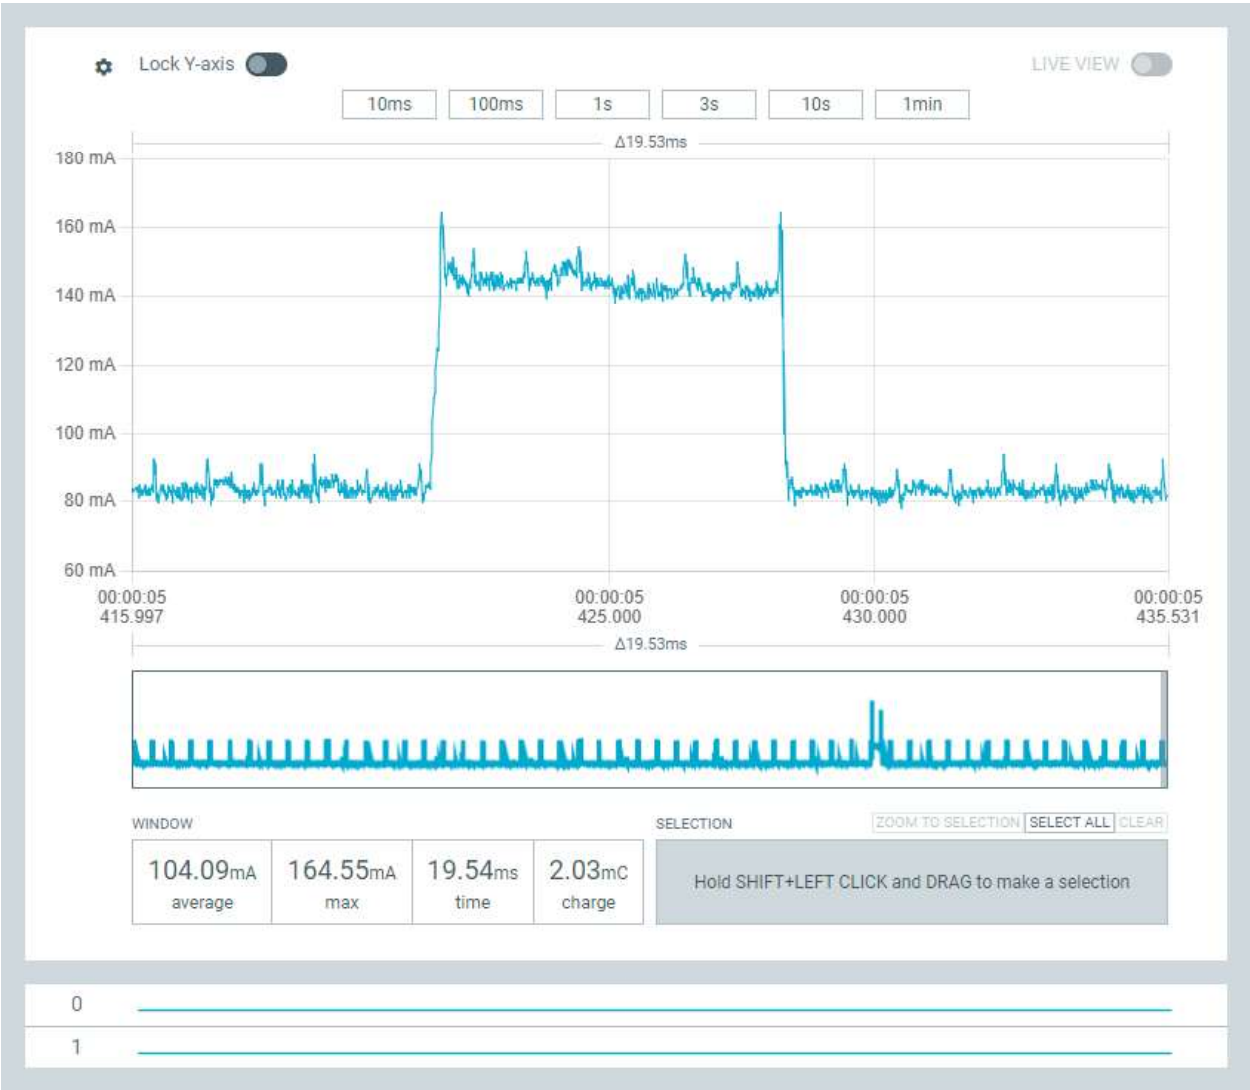 Lock Y-axis LIVE VIEW
10ms 100ms 1s 3s 10s 1min
Δ19.53ms
180 mA
160 mA
140 mA
120 mA
100 mA
80 mA
60 mA
00:00:05 00:00:05 00:00:05 00:00:05
415.997 425.000 430.000 435.531
Δ19.53ms
WINDOW SELECTION ZOOM TO SELECTION SELECT ALL CLEAR
104.09mA 164.55mA 19.54ms 2.03mC
average max time charge
Hold SHIFT+LEFT CLICK and DRAG to make a selection
0
1